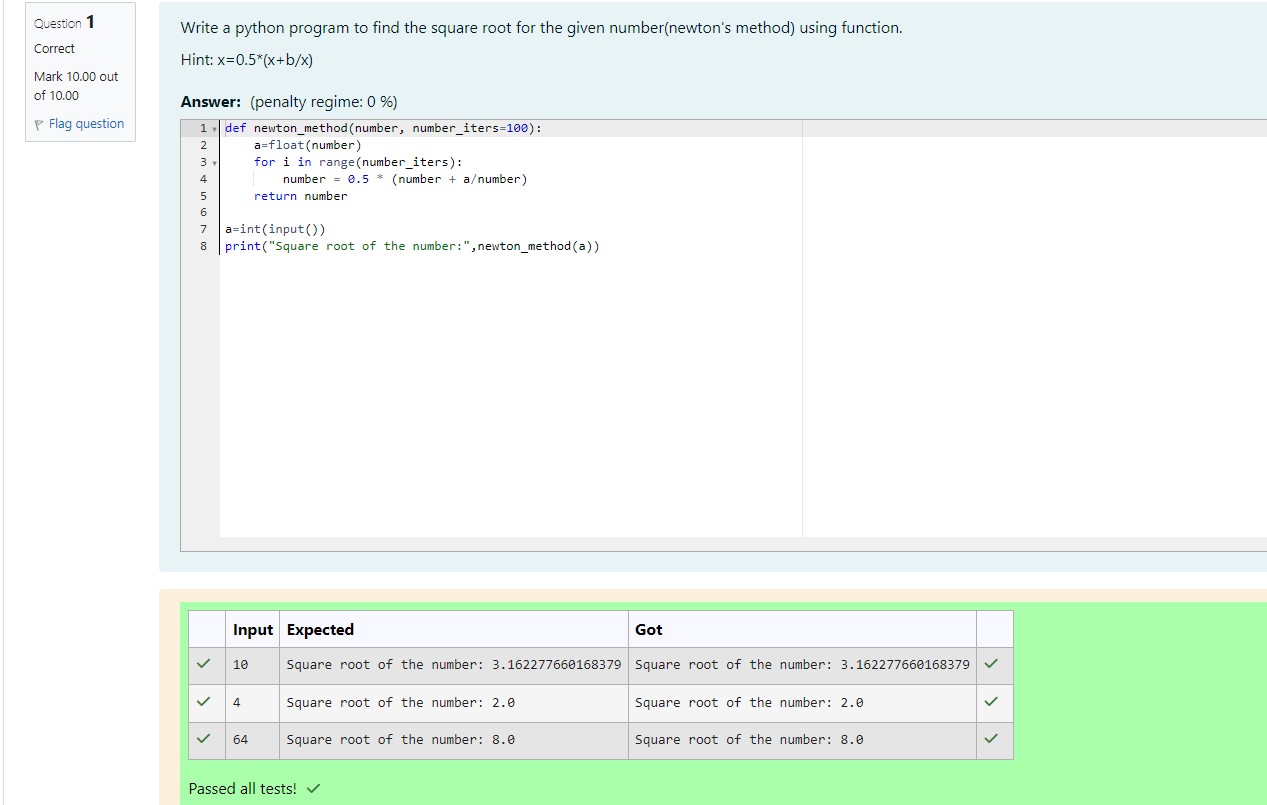 Question 1
Correct
Mark 10.00 out
of 10.00
Flag question
Write a python program to find the square root for the given number(newton's method) using function.
Hint: x=0.5*(x+b/x)
Answer: (penalty regime: 0 %)
1 def newton_method(number, number_iters=100):
2     a=float(number)
3     for i in range(number_iters):
4         number = 0.5 * (number + a/number)
5     return number
6
7 a=int(input())
8 print("Square root of the number:",newton_method(a))
Input Expected Got
10 Square root of the number: 3.162277660168379 Square root of the number: 3.162277660168379
4 Square root of the number: 2.0 Square root of the number: 2.0
64 Square root of the number: 8.0 Square root of the number: 8.0
Passed all tests!